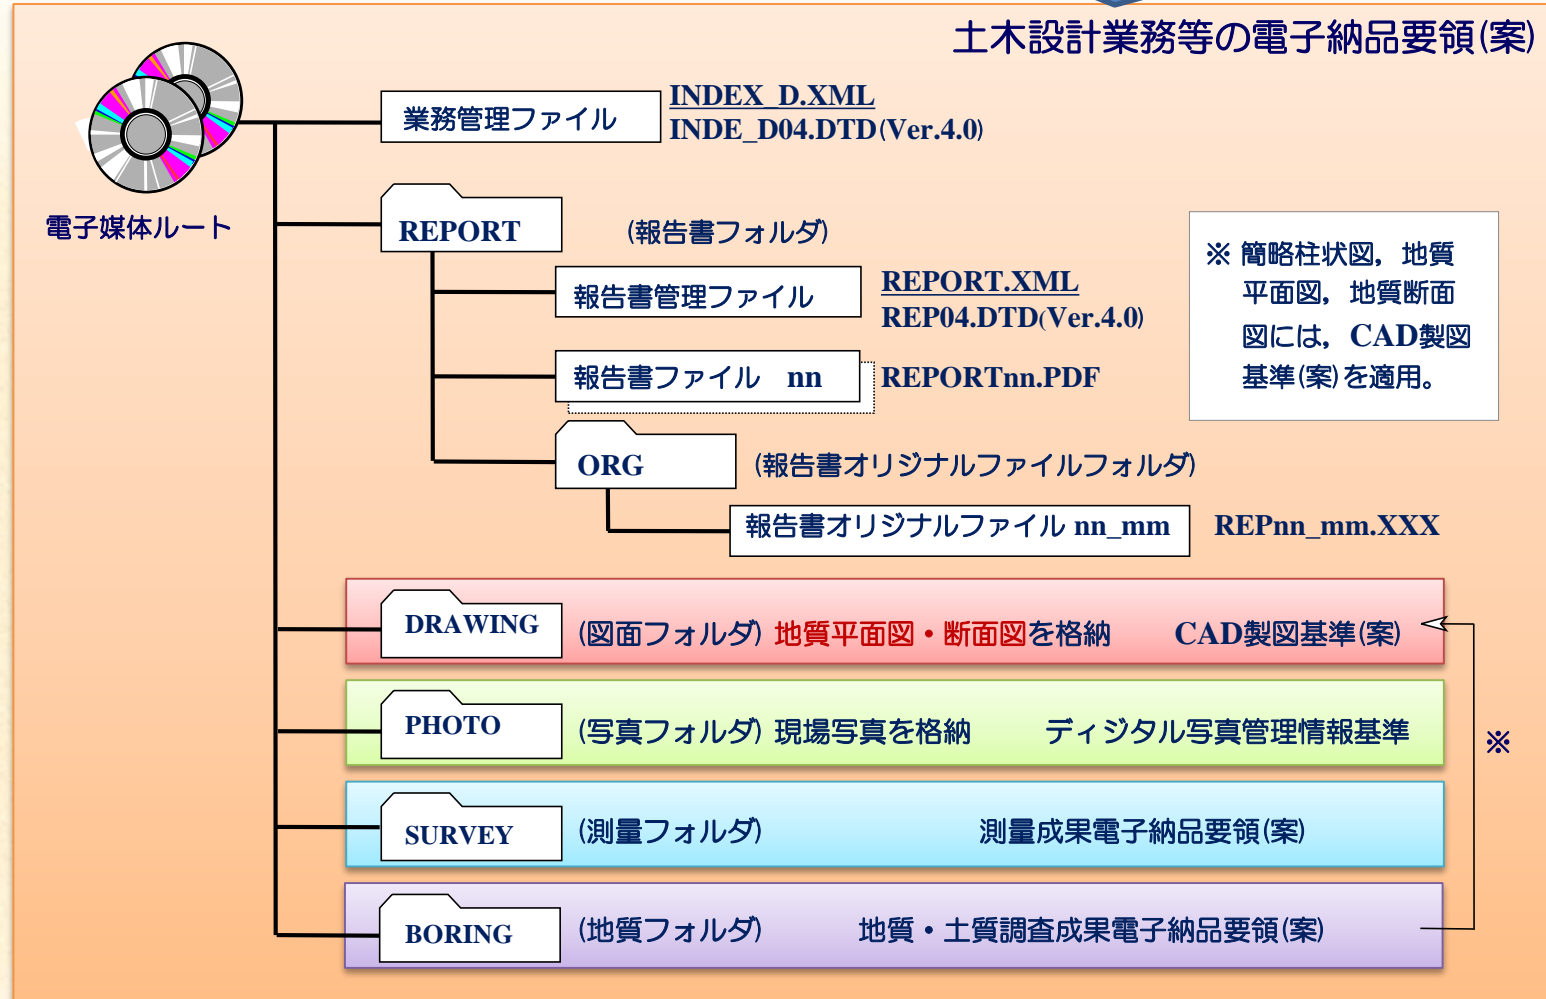 土木設計業務等の電子納品要領(案)
業務管理ファイル
INDEX_D.XML
INDE_D04.DTD(Ver.4.0)
電子媒体ルート
REPORT
(報告書フォルダ)
報告書管理ファイル
REPORT.XML
REP04.DTD(Ver.4.0)
報告書ファイル nn
REPORTnn.PDF
※ 簡略柱状図，地質
平面図，地質断面
図には，CAD製図
基準(案)を適用。
ORG
(報告書オリジナルファイルフォルダ)
報告書オリジナルファイル nn_mm
REPnn_mm.XXX
DRAWING
(図面フォルダ) 地質平面図・断面図を格納
CAD製図基準(案)
PHOTO
(写真フォルダ) 現場写真を格納
ディジタル写真管理情報基準
※
SURVEY
(測量フォルダ)
測量成果電子納品要領(案)
BORING
(地質フォルダ)
地質・土質調査成果電子納品要領(案)